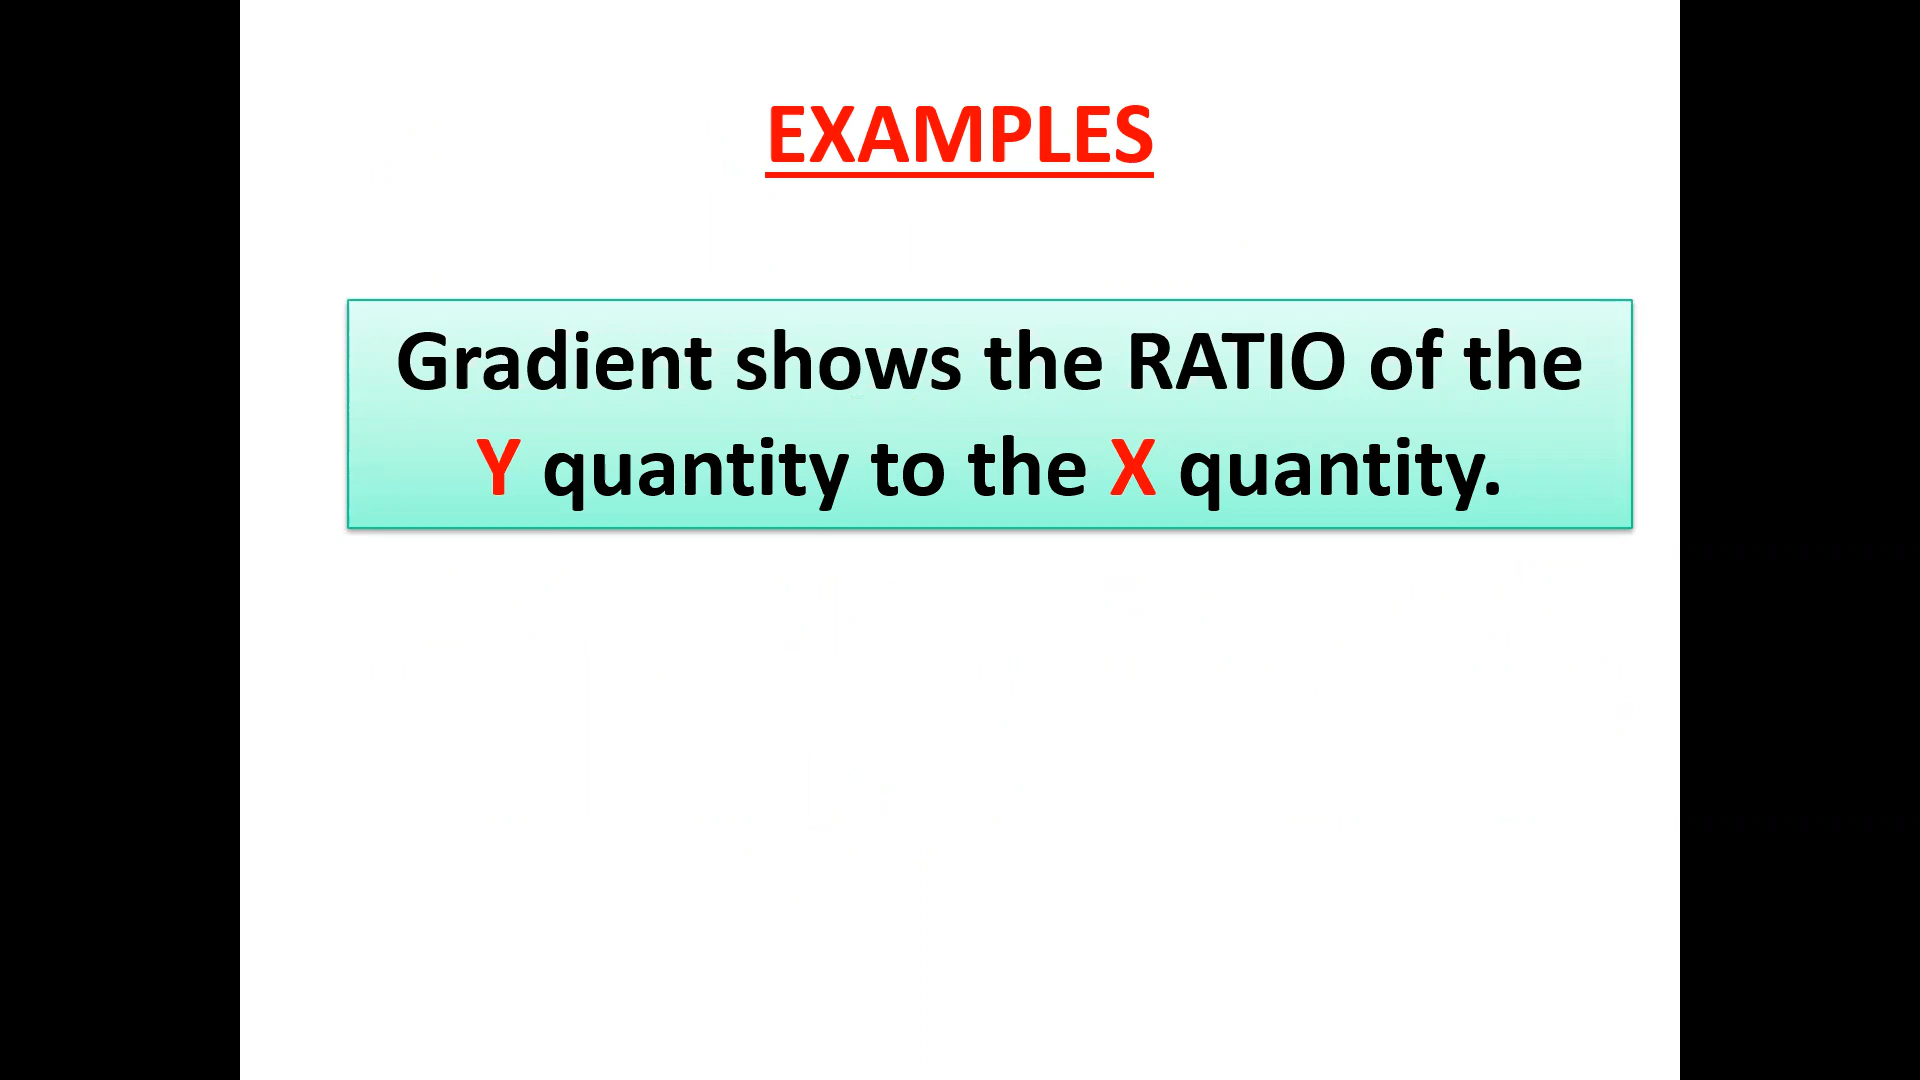 EXAMPLES
Gradient shows the RATIO of the
Y quantity to the X quantity.